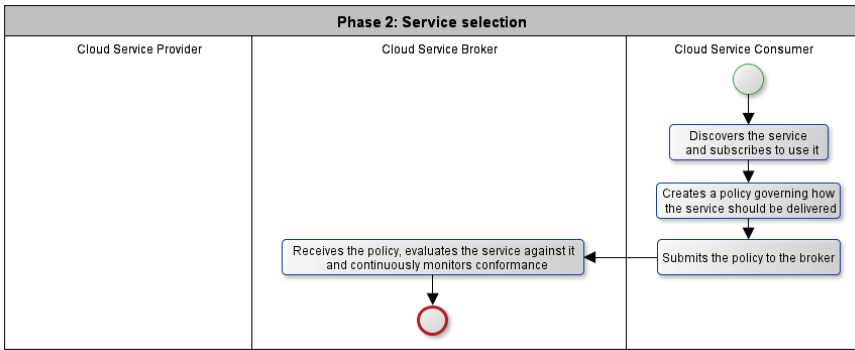 Phase 2: Service selection
Cloud Service Provider
Cloud Service Broker
Cloud Service Consumer
Discovers the service
and subscribes to use it
Creates a policy governing how
the service should be delivered
Submits the policy to the broker
Receives the policy, evaluates the service against it
and continuously monitors conformance